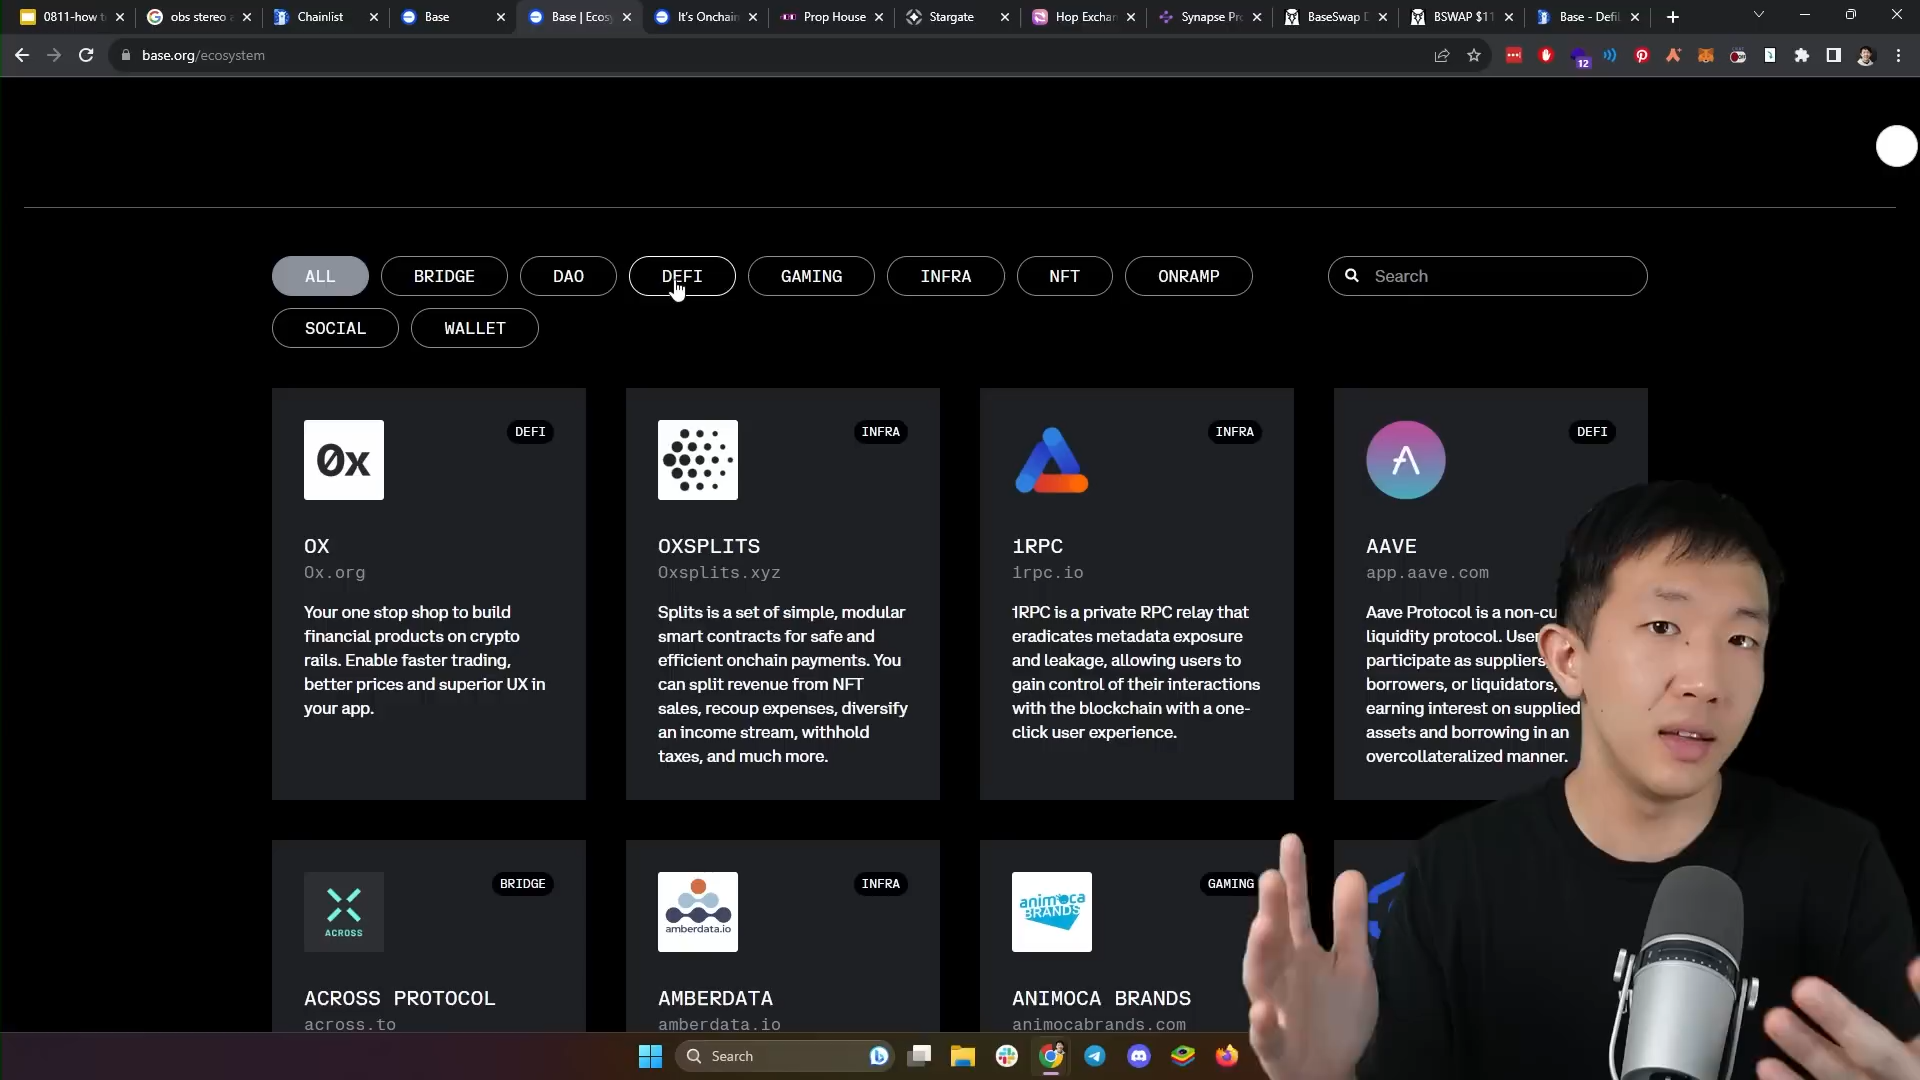 0811-how t
obs stereo a
Chainlist
Base
Base | Ecos
It's Onchain
Prop House
Stargate
Hop Exchan
Synapse Pro
BaseSwap D
BSWAP $11
Base - Defi
base.org/ecosystem
12
ALL
BRIDGE
DAO
DEFI
GAMING
INFRA
NFT
ONRAMP
Search
SOCIAL
WALLET
0x
DEFI
0X
0x.org
Your one stop shop to build
financial products on crypto
rails. Enable faster trading,
better prices and superior UX in
your app.
INFRA
0XSPLITS
0xsplits.xyz
Splits is a set of simple, modular
smart contracts for safe and
efficient onchain payments. You
can split revenue from NFT
sales, recoup expenses, diversify
an income stream, withhold
taxes, and much more.
INFRA
1RPC
1rpc.io
1RPC is a private RPC relay that
eradicates metadata exposure
and leakage, allowing users to
gain control of their interactions
with the blockchain with a one-
click user experience.
DEFI
AAVE
app.aave.com
Aave Protocol is a non-cu
liquidity protocol. User
participate as suppliers,
borrowers, or liquidators,
earning interest on supplied
assets and borrowing in an
overcollateralized manner.
ACROSS
BRIDGE
ACROSS PROTOCOL
across.to
amberdata.io
INFRA
AMBERDATA
amberdata.io
animoca
BRANDS
GAMING
ANIMOCA BRANDS
animocabrands.com
Search